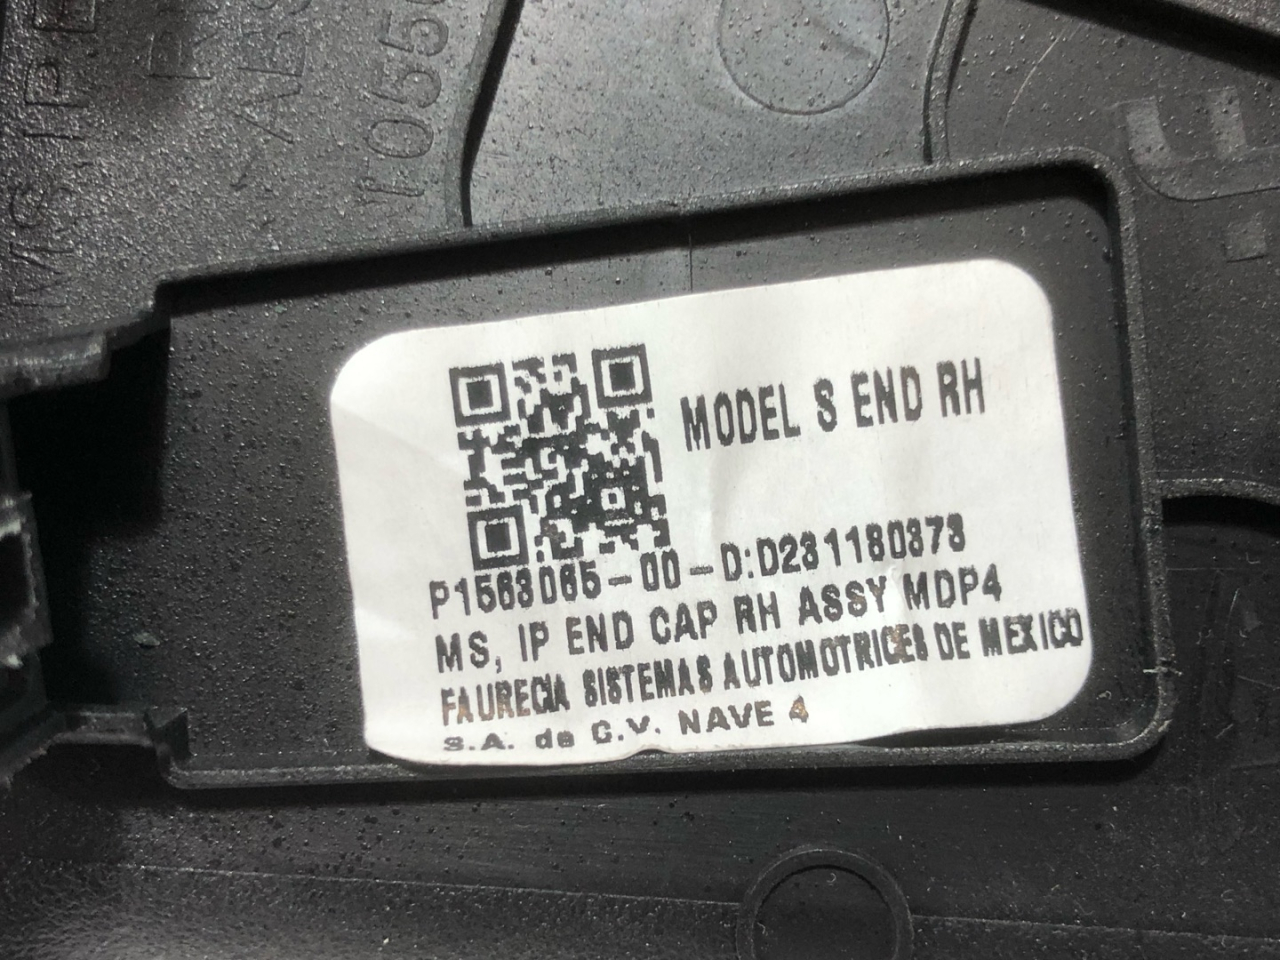 MODEL S END RH
P1563065-00-D:D231180373
MS, IP END CAP RH ASSY MDP4
FAURECIA SISTEMAS AUTOMOTRICES DE MEXICO
S.A. de C.V. NAVE 4